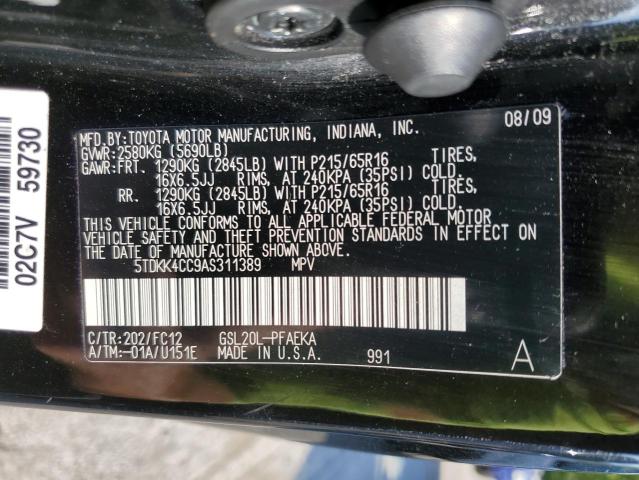 MFD.BY:TOYOTA MOTOR MANUFACTURING, INDIANA, INC. 08/09
GVWR:2580KG (5690LB)
GAWR:FRT. 1290KG (2845LB) WITH P215/65R16 TIRES,
16X6.5JJ RIMS, AT 240KPA (35PSI) COLD.
RR. 1290KG (2845LB) WITH P215/65R16 TIRES,
16X6.5JJ RIMS, AT 240KPA (35PSI) COLD.
THIS VEHICLE CONFORMS TO ALL APPLICABLE FEDERAL MOTOR
VEHICLE SAFETY AND THEFT PREVENTION STANDARDS IN EFFECT ON
THE DATE OF MANUFACTURE SHOWN ABOVE.
5TDKK4CC9AS311389 MPV
C/TR:202/FC12 GSL20L-PFAEKA
A/TM:-01A/U151E MADE IN U.S.A. 991 A
02C7V 59730